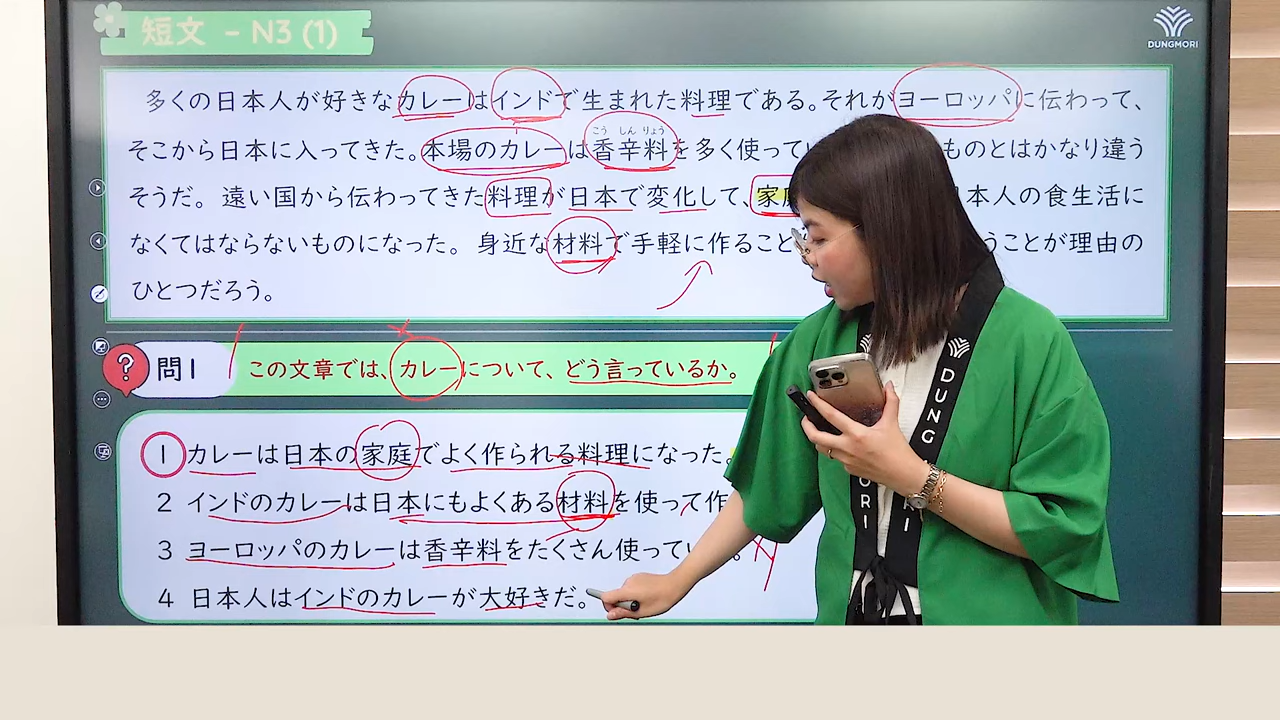 短文 - N3 (1)
DUNGMORI
多くの日本人が好きなカレーはインドで生まれた料理である。それがヨーロッパに伝わって、
こう しん りょう
そこから日本に入ってきた。本場のカレーは香辛料を多く使って ものとはかなり違う
そうだ。遠い国から伝わってきた料理が日本で変化して、家 日本人の食生活に
なくてはならないものになった。身近な材料で手軽に作ること うことが理由の
ひとつだろう。
? 問1 この文章では、カレーについて、どう言っているか。
1 カレーは日本の家庭でよく作られる料理になった。
2 インドのカレーは日本にもよくある材料を使って作
3 ヨーロッパのカレーは香辛料をたくさん使ってい 。
4 日本人はインドのカレーが大好きだ。
DUNG
ORI
RI